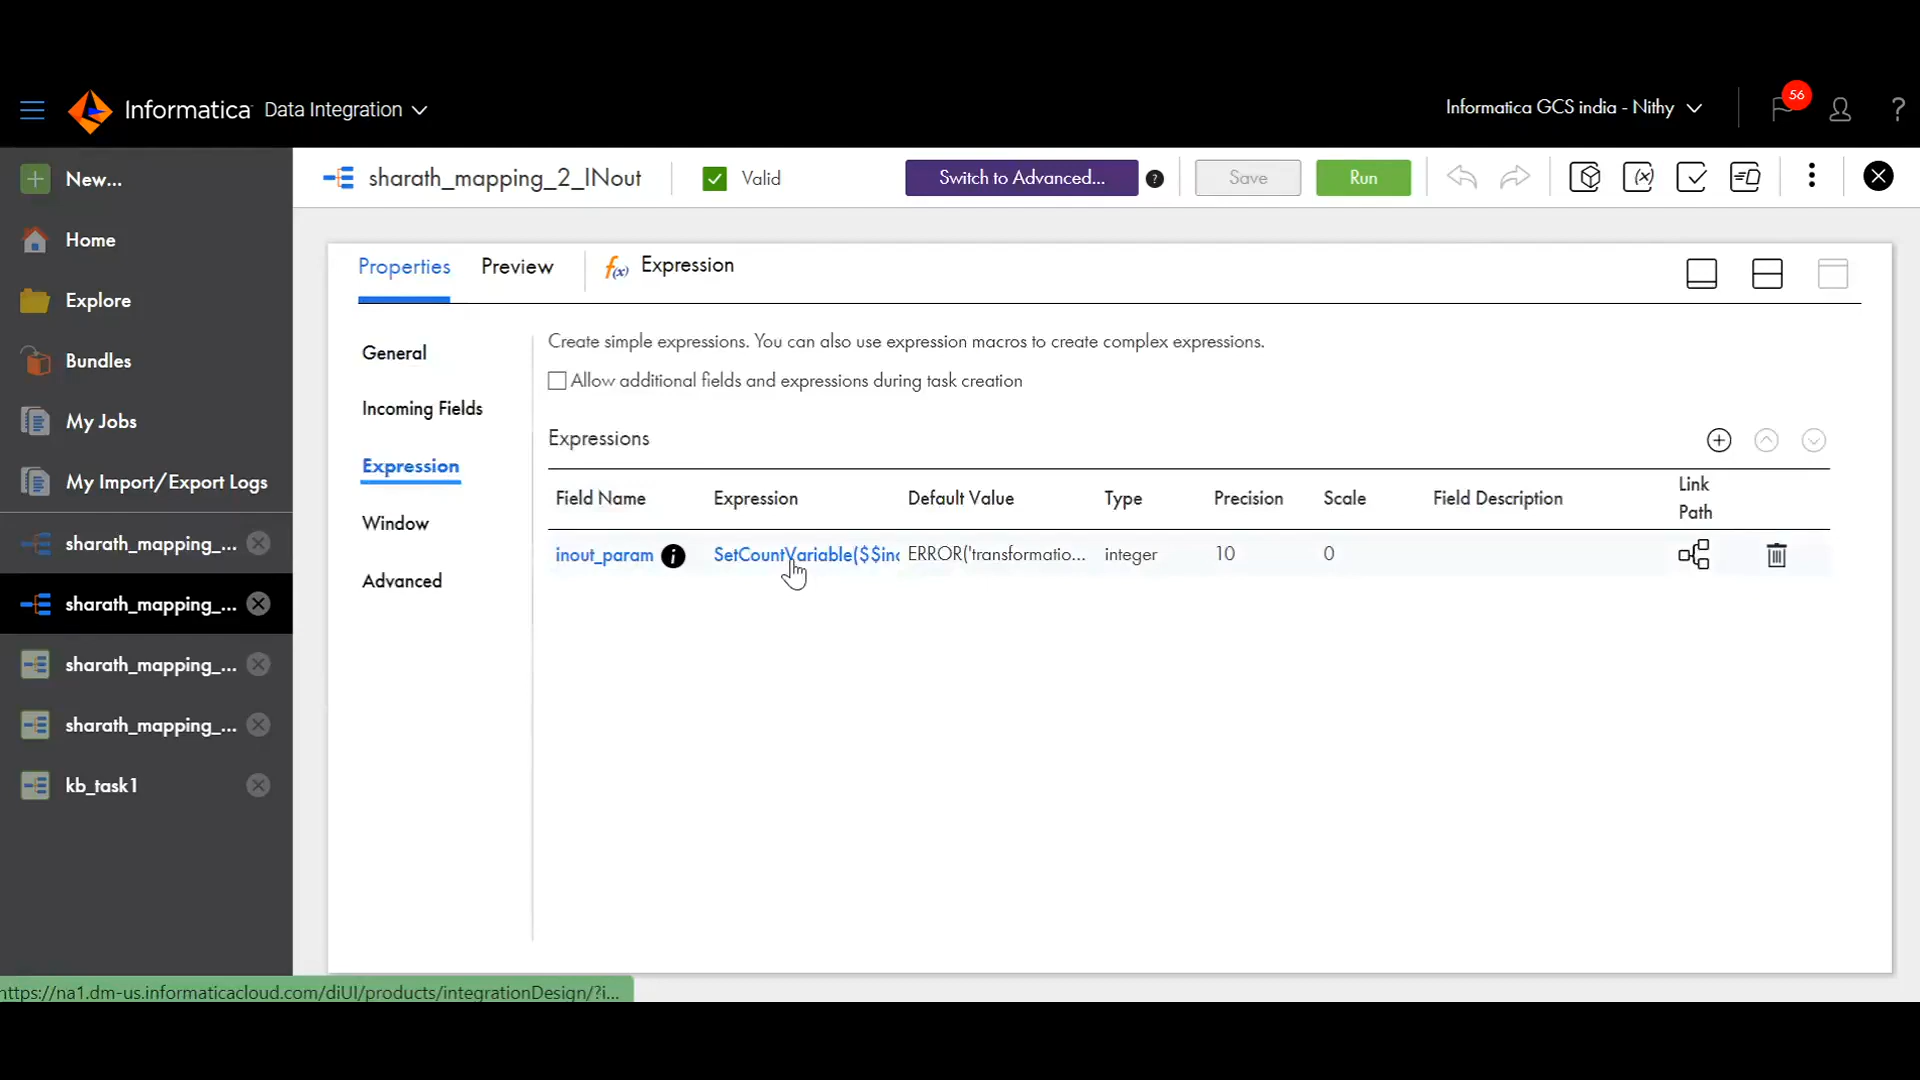 Informatica Data Integration
Informatica GCS india - Nithy
56
?
New...
Home
Explore
Bundles
My Jobs
My Import/Export Logs
sharath_mapping_...
sharath_mapping_...
sharath_mapping_...
sharath_mapping_...
kb_task1
sharath_mapping_2_INout
Valid
Switch to Advanced...
?
Save
Run
(x)
Properties
Preview
f(x) Expression
General
Incoming Fields
Expression
Window
Advanced
Create simple expressions. You can also use expression macros to create complex expressions.
Allow additional fields and expressions during task creation
Expressions
Field Name
Expression
Default Value
Type
Precision
Scale
Field Description
Link
Path
inout_param
i
SetCountVariable($$inc
ERROR('transformatio...
integer
10
0
https://na1.dm-us.informaticacloud.com/diUI/products/integrationDesign/?i...